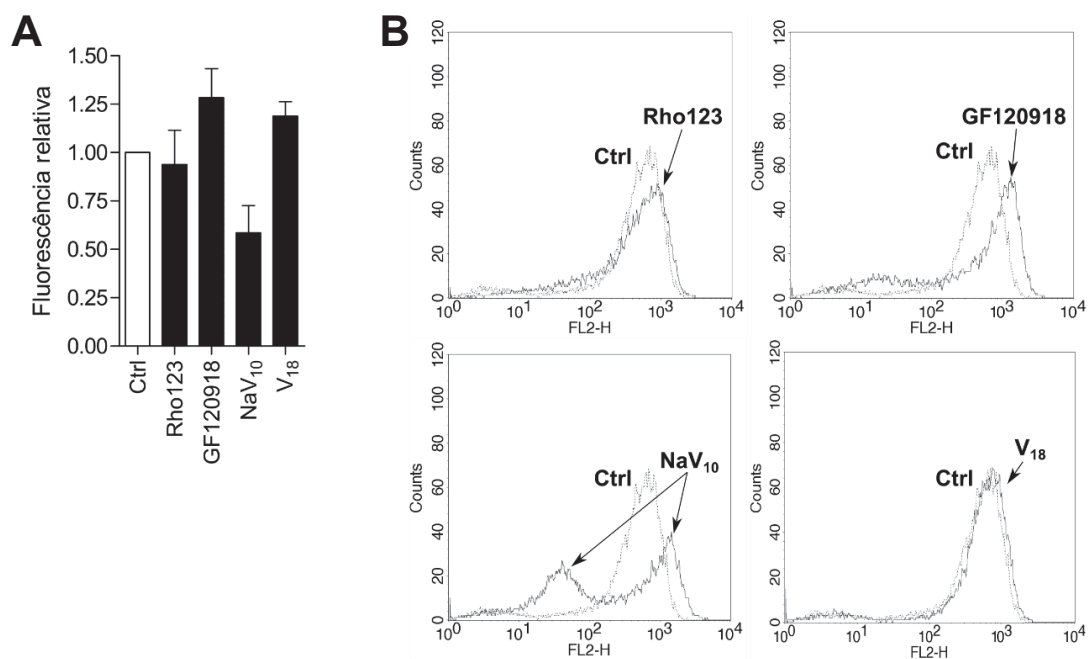 A
Fluorescência relativa
1.50
1.25
1.00
0.75
0.50
0.25
0.00
Ctrl
Rho123
GF120918
NaV10
V18
B
Counts
120
100
80
60
40
20
0
Rho123
Ctrl
10^0 10^1 10^2 10^3 10^4
FL2-H
Counts
120
100
80
60
40
20
0
GF120918
Ctrl
10^0 10^1 10^2 10^3 10^4
FL2-H
Counts
120
100
80
60
40
20
0
Ctrl
NaV10
10^0 10^1 10^2 10^3 10^4
FL2-H
Counts
120
100
80
60
40
20
0
Ctrl
V18
10^0 10^1 10^2 10^3 10^4
FL2-H